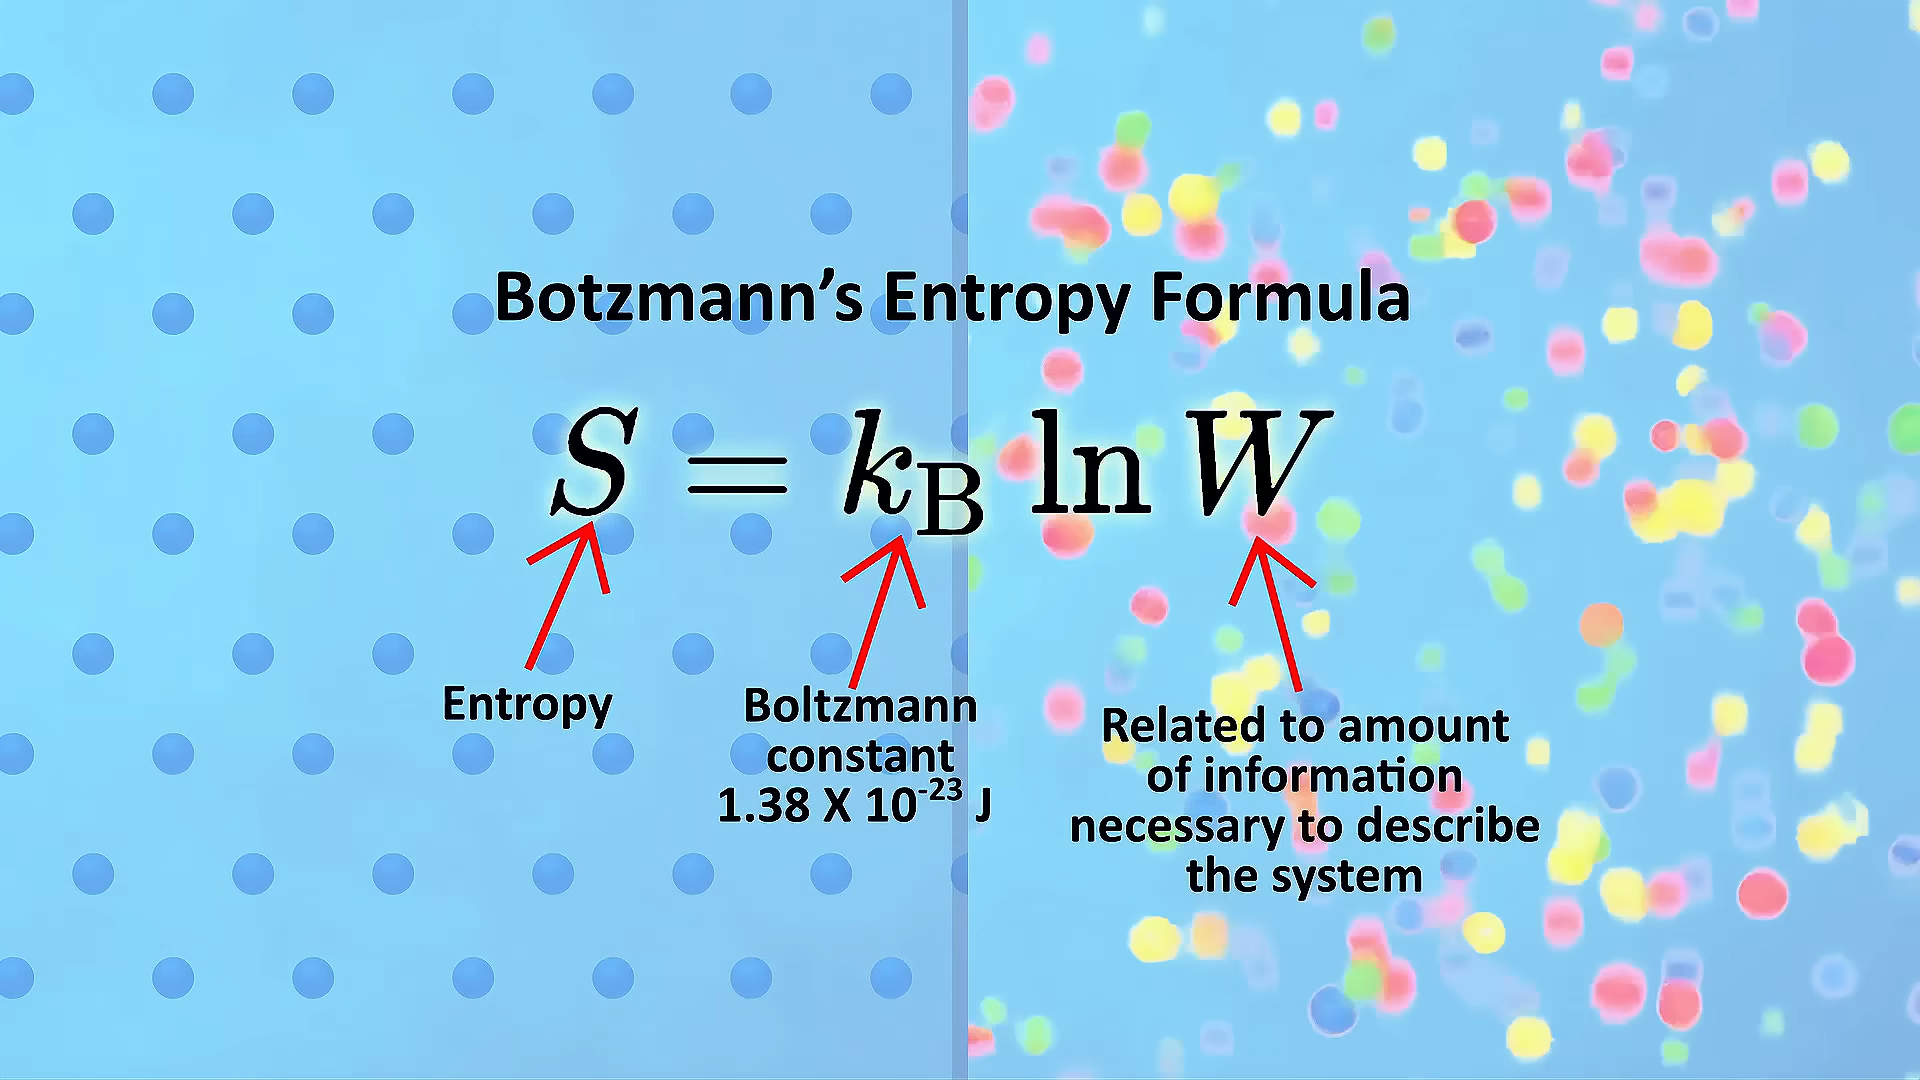 Botzmann’s Entropy Formula
S = k_B ln W
Entropy
Boltzmann
constant
1.38 X 10^-23 J
Related to amount
of information
necessary to describe
the system